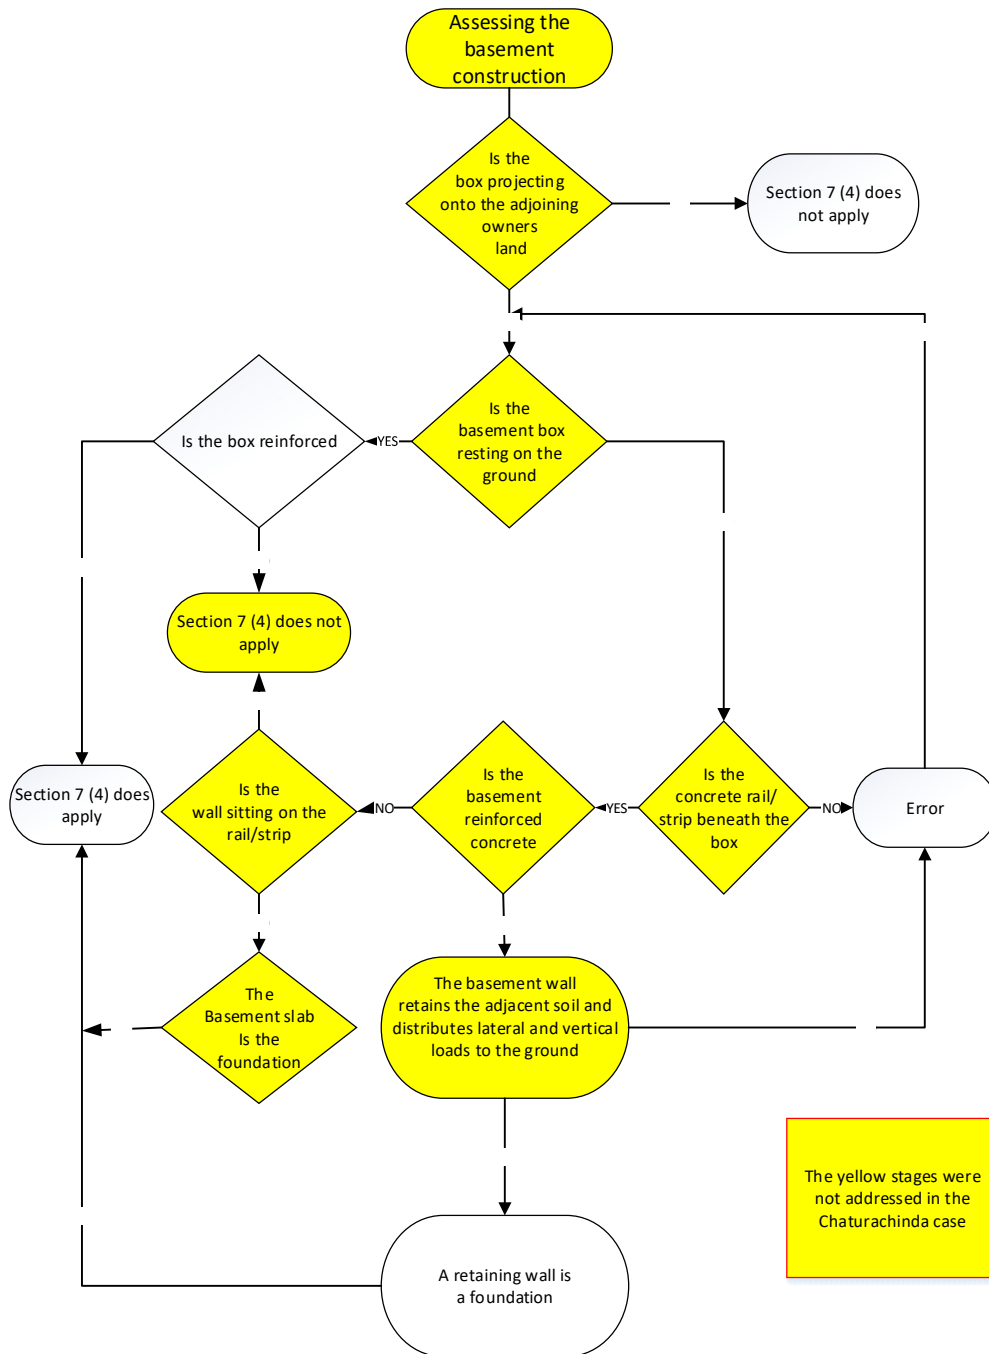 Assessing the
basement
construction
Is the
box projecting
onto the adjoining
owners
land
Section 7 (4) does
not apply
Is the
basement box
resting on the
ground
YES
Is the box reinforced
Section 7 (4) does not
apply
Is the
concrete rail/
strip beneath the
box
YES
NO
Error
Is the
basement
reinforced
concrete
NO
Is the
wall sitting on the
rail/strip
Section 7 (4) does
apply
The
Basement slab
Is the
foundation
The basement wall
retains the adjacent soil and
distributes lateral and vertical
loads to the ground
A retaining wall is
a foundation
The yellow stages were
not addressed in the
Chaturachinda case